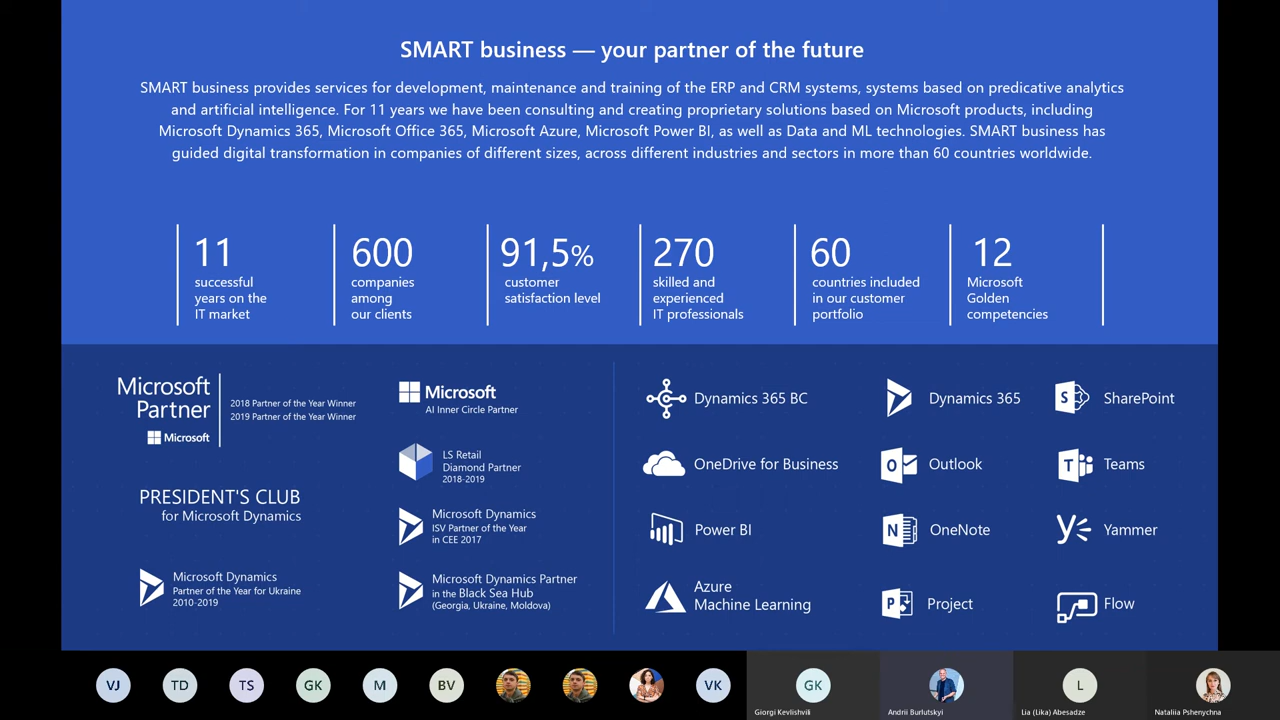 SMART business — your partner of the future
SMART business provides services for development, maintenance and training of the ERP and CRM systems, systems based on predicative analytics
and artificial intelligence. For 11 years we have been consulting and creating proprietary solutions based on Microsoft products, including
Microsoft Dynamics 365, Microsoft Office 365, Microsoft Azure, Microsoft Power BI, as well as Data and ML technologies. SMART business has
guided digital transformation in companies of different sizes, across different industries and sectors in more than 60 countries worldwide.
11
successful
years on the
IT market
600
companies
among
our clients
91,5%
customer
satisfaction level
270
skilled and
experienced
IT professionals
60
countries included
in our customer
portfolio
12
Microsoft
Golden
competencies
Microsoft
Partner
Microsoft
2018 Partner of the Year Winner
2019 Partner of the Year Winner
PRESIDENT'S CLUB
for Microsoft Dynamics
Microsoft Dynamics
Partner of the Year for Ukraine
2010-2019
Microsoft
AI Inner Circle Partner
LS Retail
Diamond Partner
2018-2019
Microsoft Dynamics
ISV Partner of the Year
in CEE 2017
Microsoft Dynamics Partner
in the Black Sea Hub
(Georgia, Ukraine, Moldova)
Dynamics 365 BC
Dynamics 365
S
SharePoint
OneDrive for Business
O
Outlook
T
Teams
Power BI
N
OneNote
Yammer
Azure
Machine Learning
P
Project
Flow
VJ
TD
TS
GK
M
BV
VK
GK
Giorgi Kevlishvili
Andrii Burlutskyi
L
Lia (Lika) Abesadze
Nataliia Pshenychna